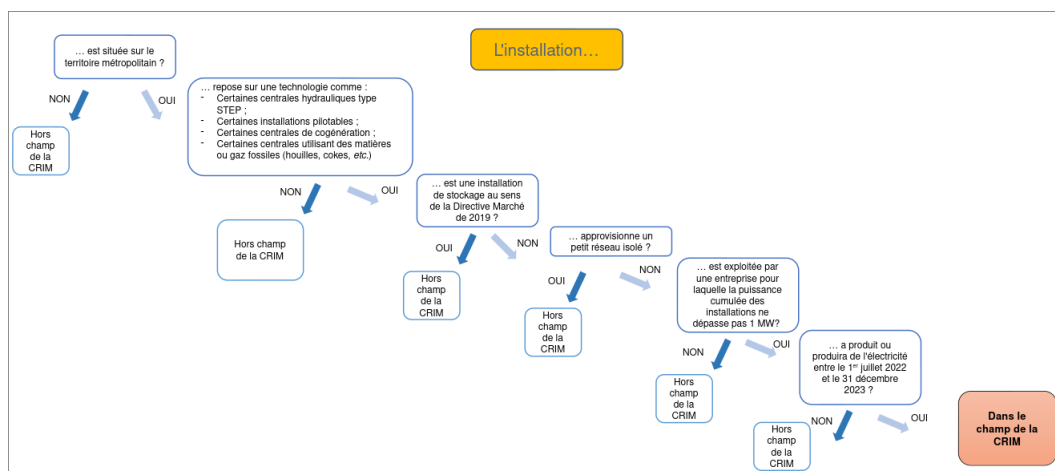 L'installation…
… est située sur le
territoire métropolitain ?
NON
OUI
Hors
champ
de la
CRIM
… repose sur une technologie comme :
- Certaines centrales hydrauliques type
STEP ;
- Certaines installations pilotables ;
- Certaines centrales de cogénération ;
- Certaines centrales utilisant des matières
ou gaz fossiles (houilles, cokes, etc.)
NON
OUI
Hors champ
de la CRIM
… est une installation
de stockage au sens
de la Directive Marché
de 2019 ?
OUI
NON
Hors
champ
de la
CRIM
… approvisionne un
petit réseau isolé ?
OUI
NON
Hors
champ
de la
CRIM
… est exploitée par
une entreprise pour
laquelle la puissance
cumulée des
installations ne
dépasse pas 1 MW?
NON
OUI
Hors
champ
de la
CRIM
… a produit ou
produira de l'électricité
entre le 1er juillet 2022
et le 31 décembre
2023 ?
NON
OUI
Hors
champ
de la
CRIM
Dans le
champ de la
CRIM